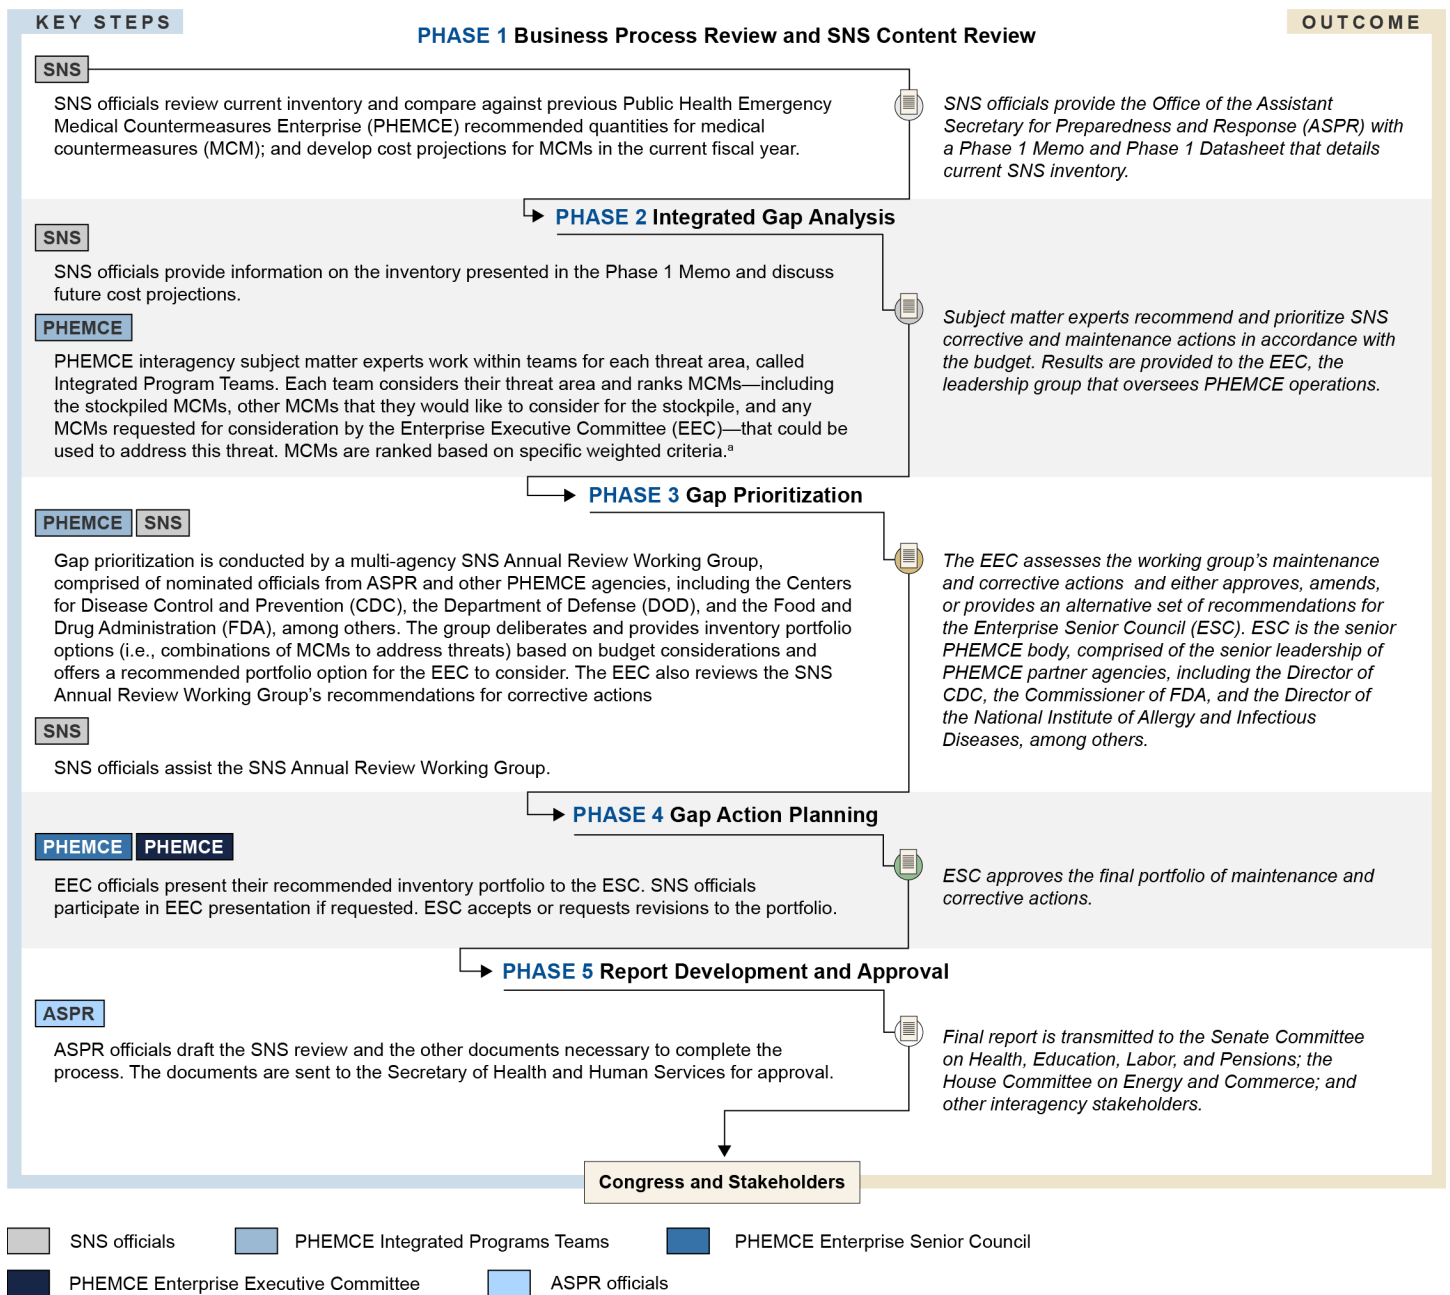 KEY STEPS
OUTCOME
PHASE 1 Business Process Review and SNS Content Review
SNS
SNS officials review current inventory and compare against previous Public Health Emergency
Medical Countermeasures Enterprise (PHEMCE) recommended quantities for medical
countermeasures (MCM); and develop cost projections for MCMs in the current fiscal year.
SNS officials provide the Office of the Assistant
Secretary for Preparedness and Response (ASPR) with
a Phase 1 Memo and Phase 1 Datasheet that details
current SNS inventory.
PHASE 2 Integrated Gap Analysis
SNS
SNS officials provide information on the inventory presented in the Phase 1 Memo and discuss
future cost projections.
PHEMCE
PHEMCE interagency subject matter experts work within teams for each threat area, called
Integrated Program Teams. Each team considers their threat area and ranks MCMs—including
the stockpiled MCMs, other MCMs that they would like to consider for the stockpile, and any
MCMs requested for consideration by the Enterprise Executive Committee (EEC)—that could be
used to address this threat. MCMs are ranked based on specific weighted criteria.ª
Subject matter experts recommend and prioritize SNS
corrective and maintenance actions in accordance with
the budget. Results are provided to the EEC, the
leadership group that oversees PHEMCE operations.
PHASE 3 Gap Prioritization
PHEMCE SNS
Gap prioritization is conducted by a multi-agency SNS Annual Review Working Group,
comprised of nominated officials from ASPR and other PHEMCE agencies, including the Centers
for Disease Control and Prevention (CDC), the Department of Defense (DOD), and the Food and
Drug Administration (FDA), among others. The group deliberates and provides inventory portfolio
options (i.e., combinations of MCMs to address threats) based on budget considerations and
offers a recommended portfolio option for the EEC to consider. The EEC also reviews the SNS
Annual Review Working Group's recommendations for corrective actions
SNS
SNS officials assist the SNS Annual Review Working Group.
The EEC assesses the working group's maintenance
and corrective actions and either approves, amends,
or provides an alternative set of recommendations for
the Enterprise Senior Council (ESC). ESC is the senior
PHEMCE body, comprised of the senior leadership of
PHEMCE partner agencies, including the Director of
CDC, the Commissioner of FDA, and the Director of
the National Institute of Allergy and Infectious
Diseases, among others.
PHASE 4 Gap Action Planning
PHEMCE PHEMCE
EEC officials present their recommended inventory portfolio to the ESC. SNS officials
participate in EEC presentation if requested. ESC accepts or requests revisions to the portfolio.
ESC approves the final portfolio of maintenance and
corrective actions.
PHASE 5 Report Development and Approval
ASPR
ASPR officials draft the SNS review and the other documents necessary to complete the
process. The documents are sent to the Secretary of Health and Human Services for approval.
Final report is transmitted to the Senate Committee
on Health, Education, Labor, and Pensions; the
House Committee on Energy and Commerce; and
other interagency stakeholders.
Congress and Stakeholders
SNS officials
PHEMCE Integrated Programs Teams
PHEMCE Enterprise Senior Council
PHEMCE Enterprise Executive Committee
ASPR officials